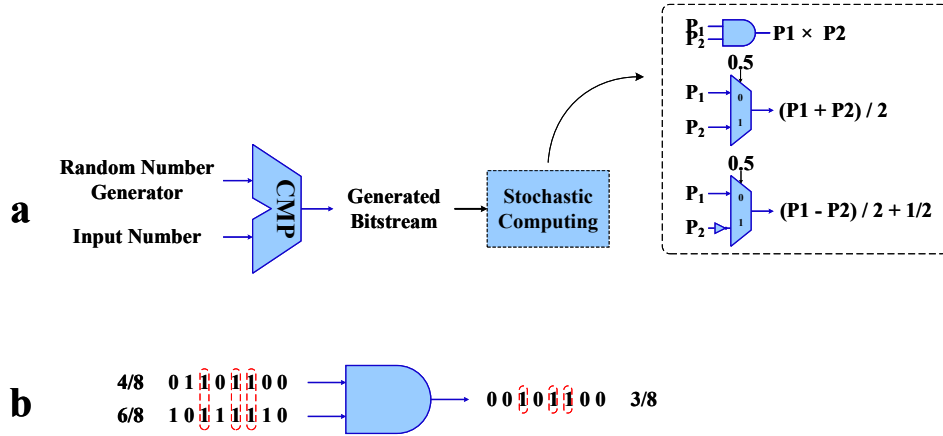 a
Random Number
Generator
Input Number
CMP
Generated
Bitstream
Stochastic
Computing
P1
P2
P1 × P2
0.5
P1
0
P2
1
(P1 + P2) / 2
0.5
P1
0
P2
1
(P1 - P2) / 2 + 1/2
b
4/8 0 1 1 0 1 1 0 0
6/8 1 0 1 1 1 1 1 0
0 0 1 0 1 1 0 0 3/8